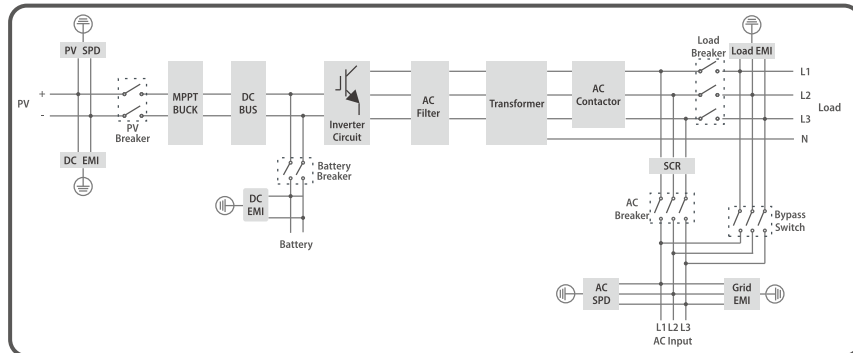 PV SPD
PV
+
-
DC EMI
PV
Breaker
MPPT
BUCK
DC
BUS
Inverter
Circuit
AC
Filter
Transformer
AC
Contactor
Load
Breaker
Load EMI
L1
L2
L3
N
Load
Battery
Breaker
DC
EMI
Battery
SCR
AC
Breaker
Bypass
Switch
AC
SPD
Grid
EMI
L1 L2 L3
AC Input